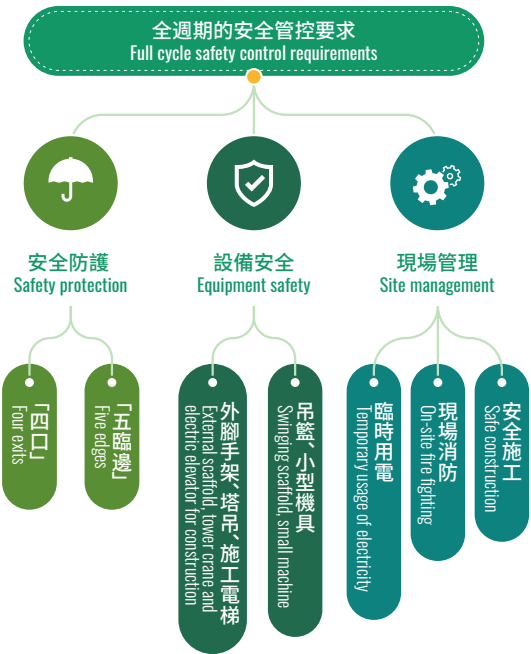 全週期的安全管控要求
Full cycle safety control requirements
安全防護
Safety protection
設備安全
Equipment safety
現場管理
Site management
「四口」
Four exits
「五臨邊」
Five edges
外腳手架、塔吊、施工電梯
External scaffold, tower crane and
electric elevator for construction
吊籃、小型機具
Swinging scaffold, small machine
臨時用電
Temporary usage of electricity
現場消防
On-site fire fighting
安全施工
Safe construction